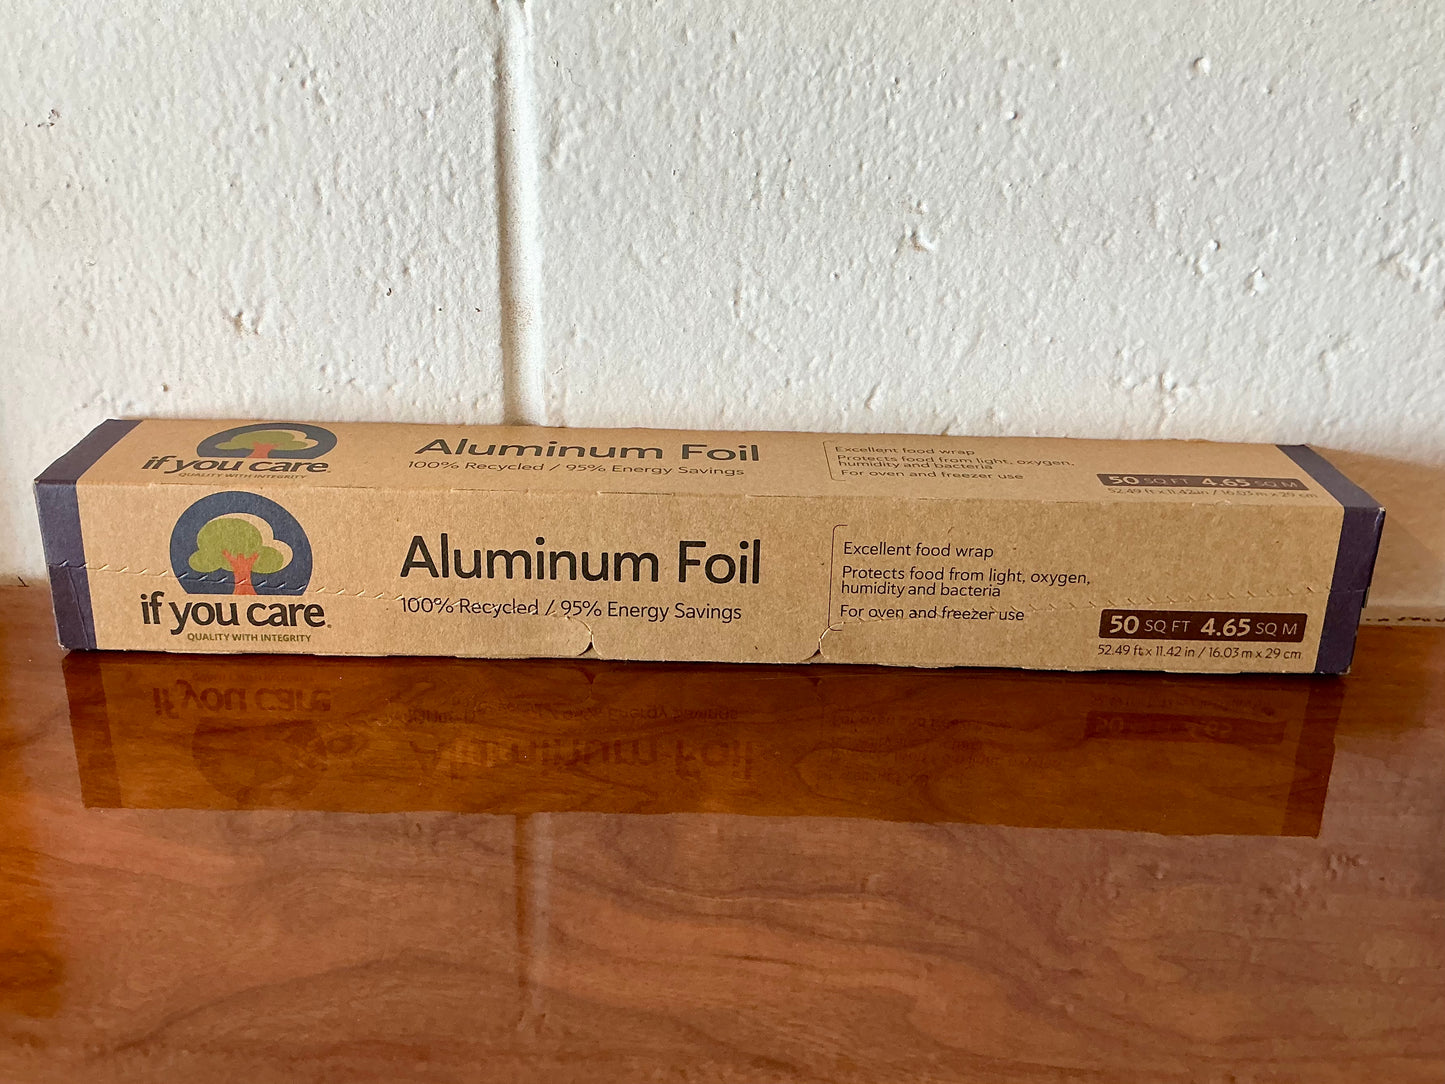 if you care®
QUALITY WITH INTEGRITY
Aluminum Foil
100% Recycled / 95% Energy Savings
Excellent food wrap
Protects food from light, oxygen,
humidity and bacteria
For oven and freezer use
50 SQ FT 4.65 SQ M
52.49 ft x 11.42 in / 16.03 m x 29 cm
if you care®
QUALITY WITH INTEGRITY
Aluminum Foil
100% Recycled / 95% Energy Savings
Excellent food wrap
Protects food from light, oxygen,
humidity and bacteria
For oven and freezer use
50 SQ FT 4.65 SQ M
52.49 ft x 11.42 in / 16.03 m x 29 cm